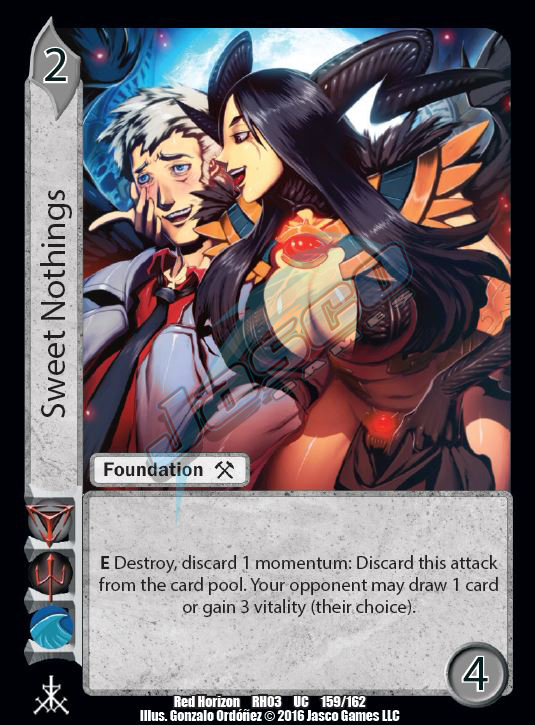 2
Sweet Nothings
JASCO
GAMES
Foundation
E Destroy, discard 1 momentum: Discard this attack
from the card pool. Your opponent may draw 1 card
or gain 3 vitality (their choice).
4
Red Horizon RH03 UC 159/162
Illus. Gonzalo Ordóñez © 2016 Jasco Games LLC